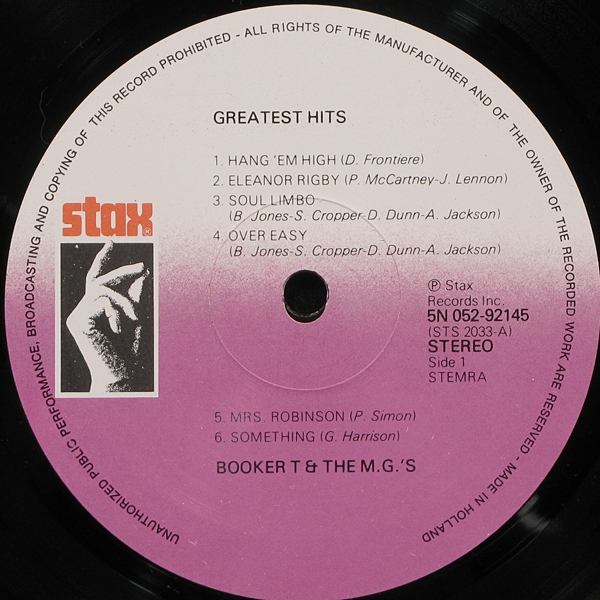 UNAUTHORIZED PUBLIC PERFORMANCE, BROADCASTING AND COPYING OF THIS RECORD PROHIBITED - ALL RIGHTS OF THE MANUFACTURER AND OF THE OWNER OF THE RECORDED WORK ARE RESERVED - MADE IN HOLLAND
GREATEST HITS
1. HANG 'EM HIGH (D. Frontiere)
2. ELEANOR RIGBY (P. McCartney-J. Lennon)
3. SOUL LIMBO
(B. Jones-S. Cropper-D. Dunn-A. Jackson)
4. OVER EASY
(B. Jones-S. Cropper-D. Dunn-A. Jackson)
stax®
℗ Stax
Records Inc.
5N 052-92145
(STS 2033-A)
STEREO
Side 1
STEMRA
5. MRS. ROBINSON (P. Simon)
6. SOMETHING (G. Harrison)
BOOKER T & THE M.G.'S